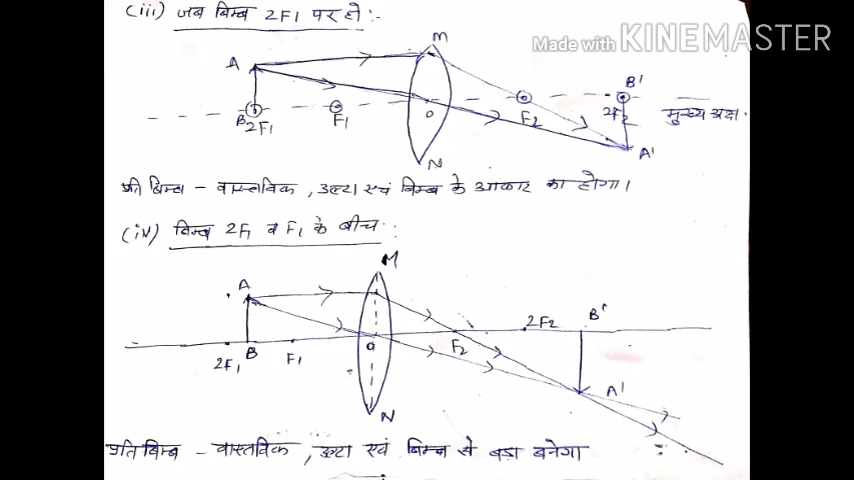 (iii) जब बिम्ब 2F1 पर हो :-
Made with KINEMASTER
M
A
B'
B
2F1
F1
O
F2
2F2
मुख्य अक्ष
A'
N
प्रतिबिम्ब - वास्तविक, उल्टा एवं बिम्ब के आकार का होगा।
(iv) बिम्ब 2F1 व F1 के बीच :
M
A
2F2
B'
2F1
B
F1
O
F2
A'
N
प्रतिबिम्ब - वास्तविक, उल्टा एवं बिम्ब से बड़ा बनेगा